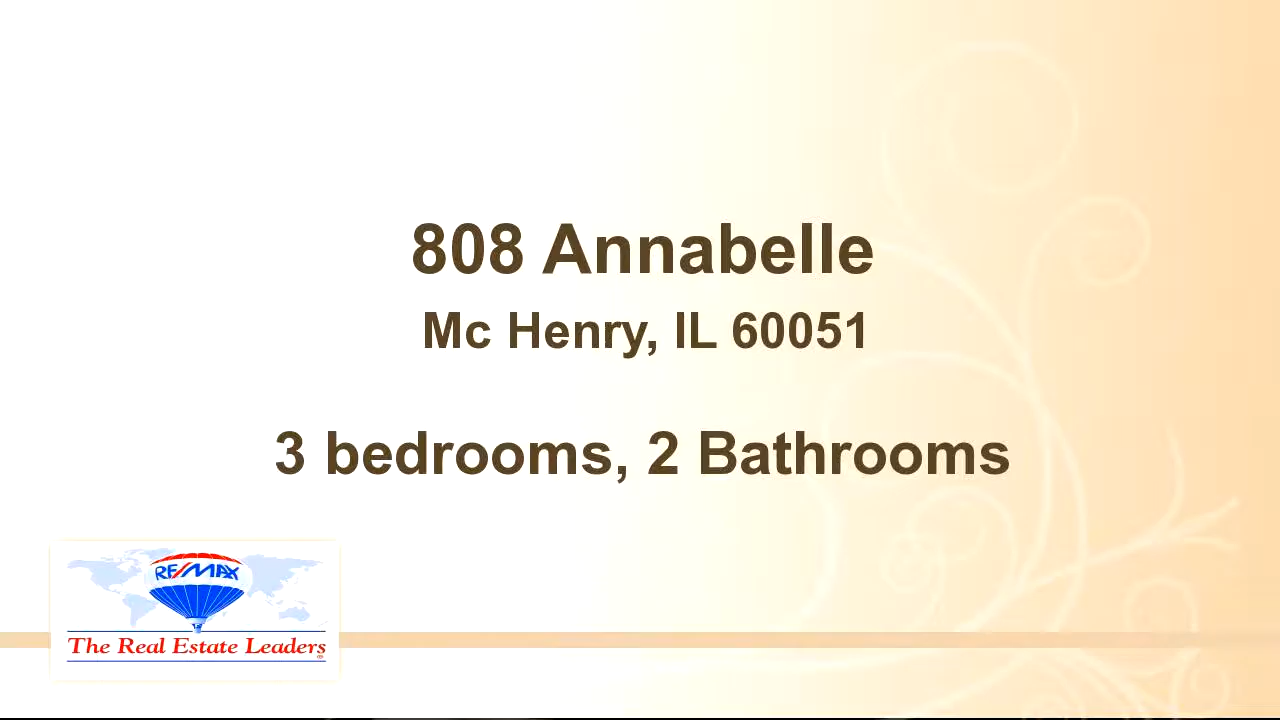 808 Annabelle
Mc Henry, IL 60051
3 bedrooms, 2 Bathrooms
RE/MAX
The Real Estate Leaders®